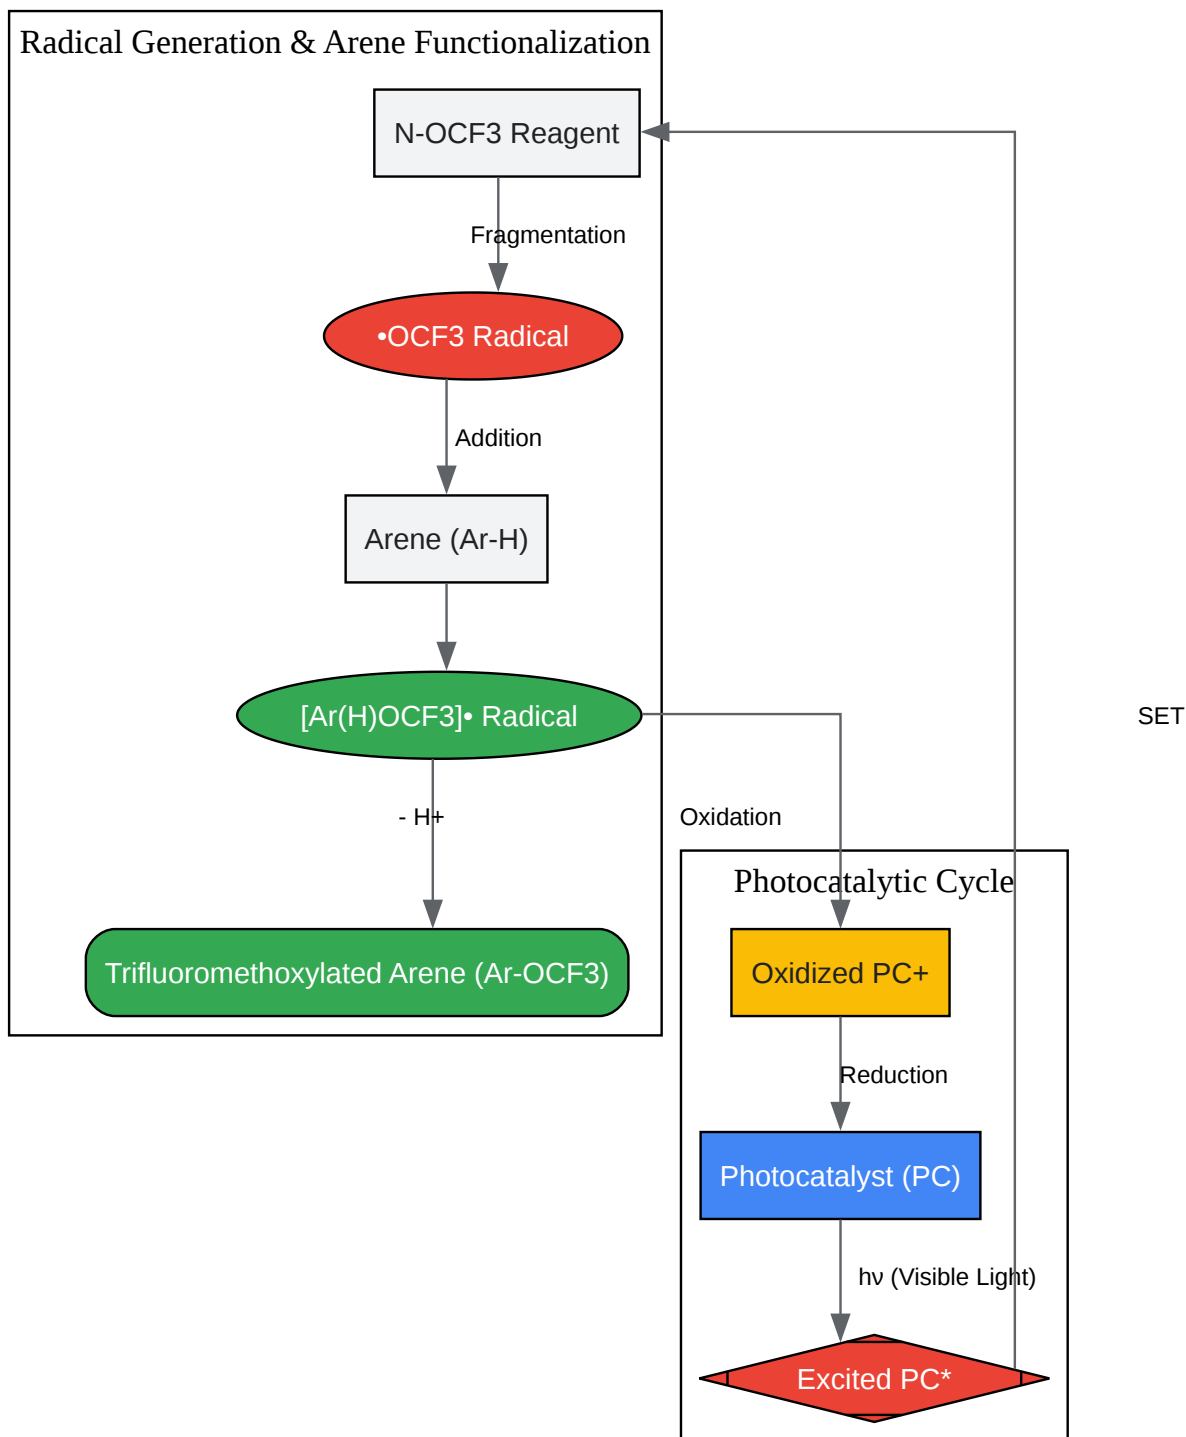 Radical Generation & Arene Functionalization
N-OCF3 Reagent
Fragmentation
•OCF3 Radical
Addition
Arene (Ar-H)
[Ar(H)OCF3]• Radical
SET
- H+
Oxidation
Photocatalytic Cycle
Trifluoromethoxylated Arene (Ar-OCF3)
Oxidized PC+
Reduction
Photocatalyst (PC)
hν (Visible Light)
Excited PC*